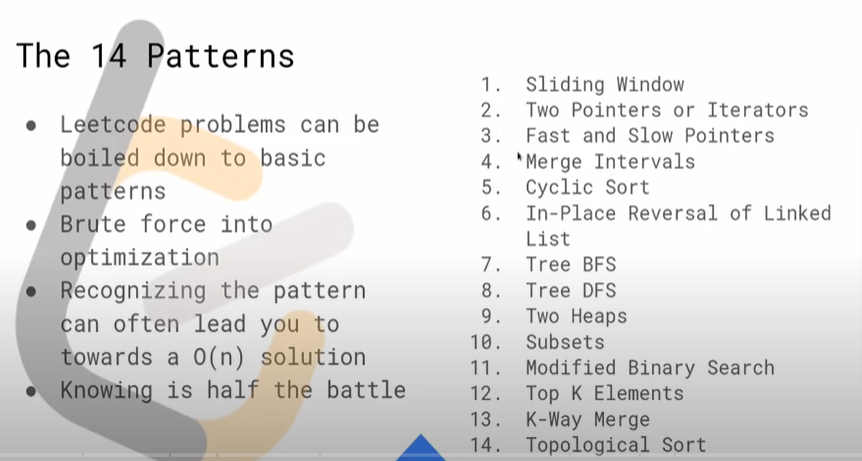 The 14 Patterns
● Leetcode problems can be
boiled down to basic
patterns
● Brute force into
optimization
● Recognizing the pattern
can often lead you to
towards a O(n) solution
● Knowing is half the battle
1. Sliding Window
2. Two Pointers or Iterators
3. Fast and Slow Pointers
4. Merge Intervals
5. Cyclic Sort
6. In-Place Reversal of Linked
List
7. Tree BFS
8. Tree DFS
9. Two Heaps
10. Subsets
11. Modified Binary Search
12. Top K Elements
13. K-Way Merge
14. Topological Sort